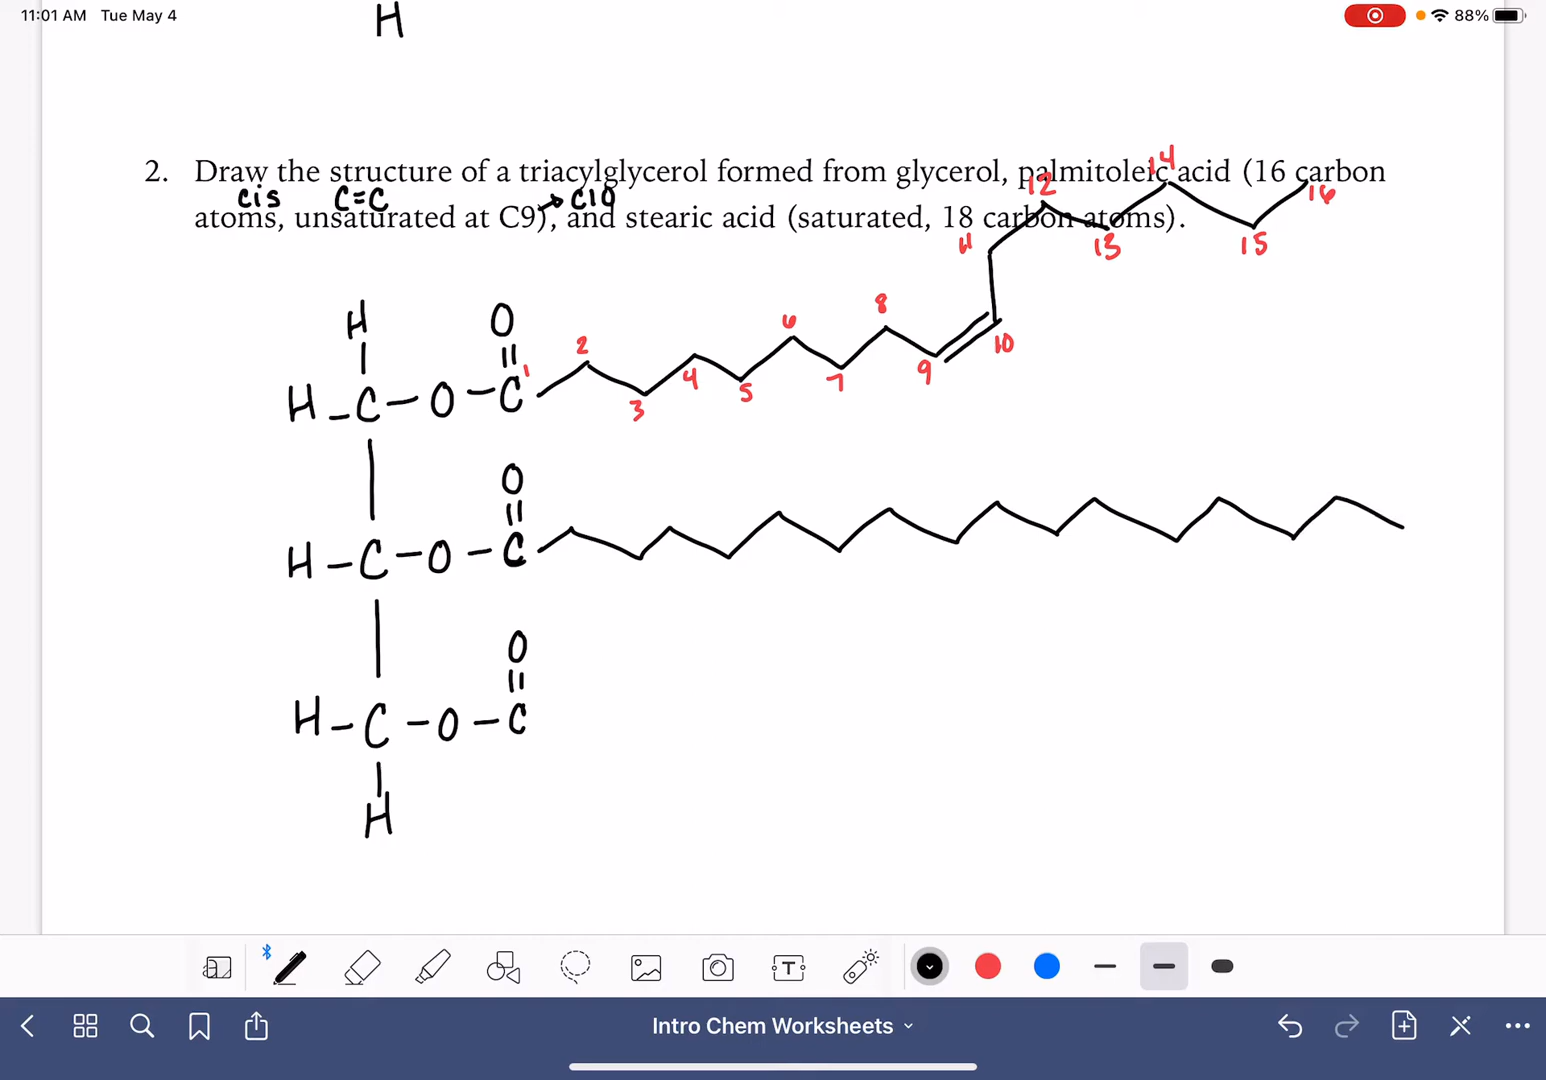 11:01 AM Tue May 4
88%
H
2. Draw the structure of a triacylglycerol formed from glycerol, palmitoleic acid (16 carbon
cis C=C → C10
atoms, unsaturated at C9), and stearic acid (saturated, 18 carbon atoms).
12 14 16
11 13 15
H O
8
6
2
10
H-C-O-C 1
4 7 9
3 5
O
H-C-O-C
O
H-C-O-C
H
T
Intro Chem Worksheets